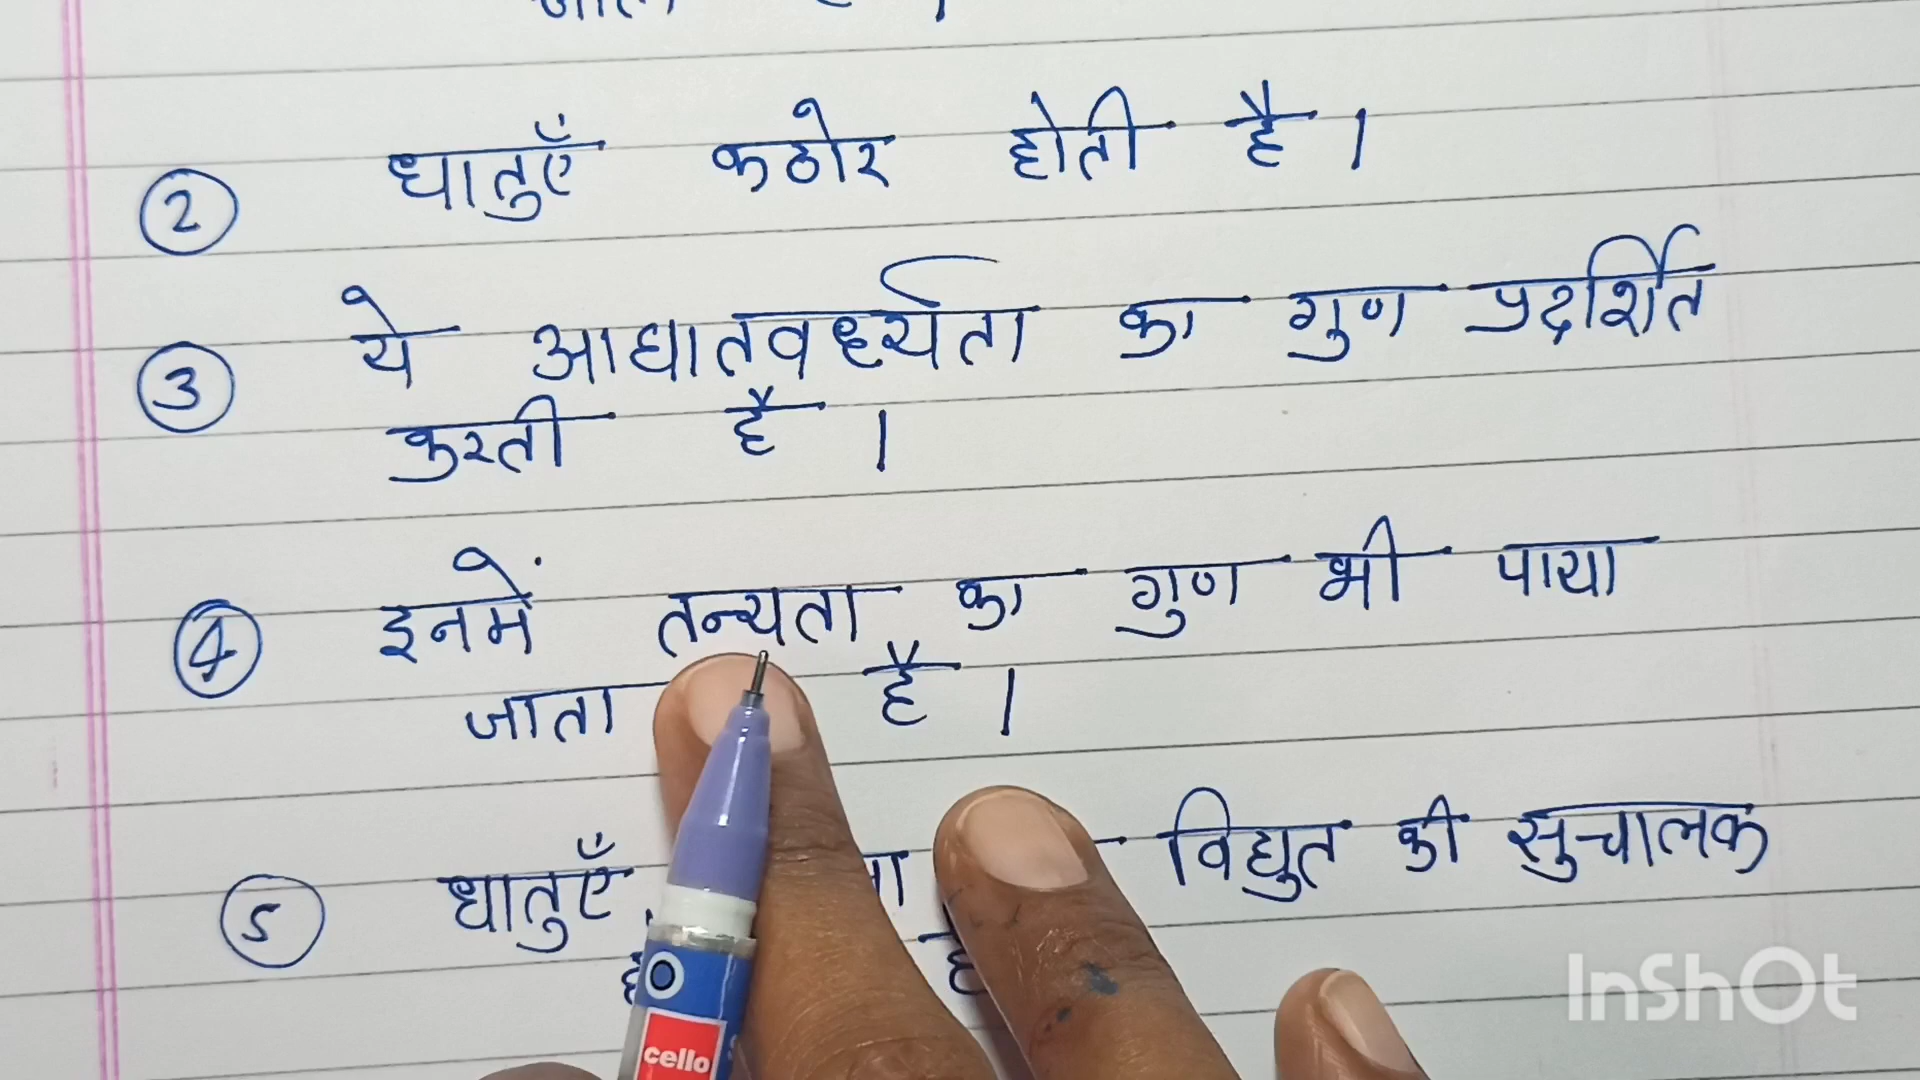 ② धातुएँ कठोर होती है ।
③ ये आघातवर्ध्यता का गुण प्रदर्शित
करती है ।
④ इनमें तन्यता का गुण भी पाया
जाता है ।
⑤ धातुएँ विद्युत की सुचालक
cello
InShOt